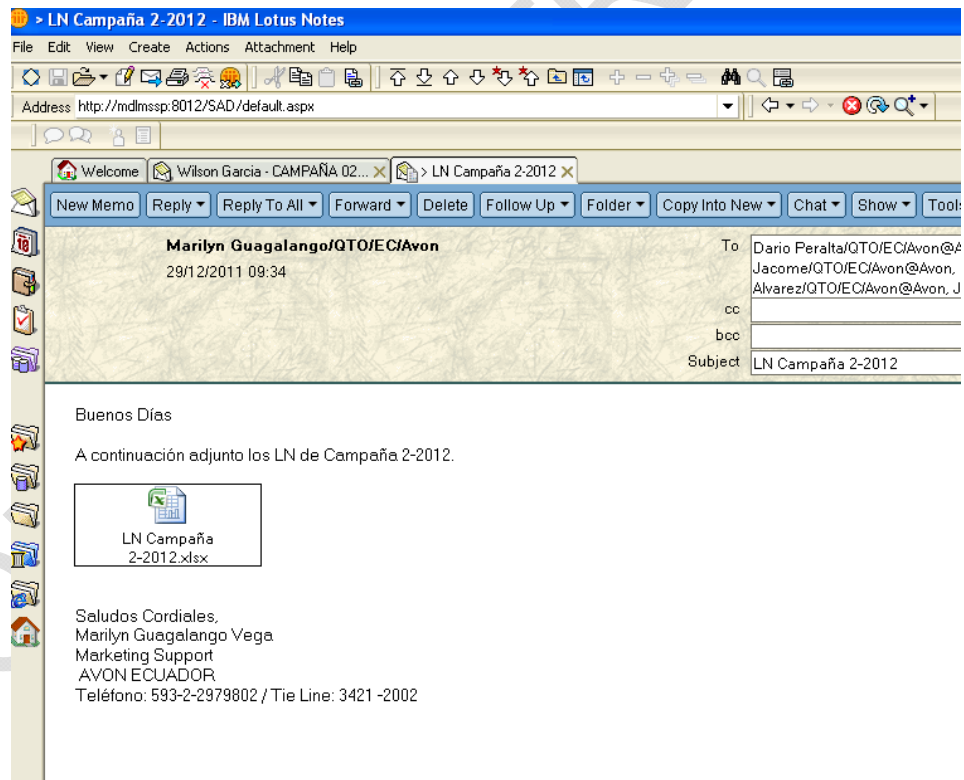 > LN Campaña 2-2012 - IBM Lotus Notes
File Edit View Create Actions Attachment Help
Address http://mdlmssp:8012/SAD/default.aspx
Welcome Wilson Garcia - CAMPAÑA 02... > LN Campaña 2-2012
New Memo Reply Reply To All Forward Delete Follow Up Folder Copy Into New Chat Show Tools
Marilyn Guagalango/QTO/EC/Avon
29/12/2011 09:34
To Dario Peralta/QTO/EC/Avon@A
Jacome/QTO/EC/Avon@Avon,
Alvarez/QTO/EC/Avon@Avon, J
cc
bcc
Subject LN Campaña 2-2012
Buenos Días
A continuación adjunto los LN de Campaña 2-2012.
LN Campaña
2-2012.xlsx
Saludos Cordiales,
Marilyn Guagalango Vega
Marketing Support
AVON ECUADOR
Teléfono: 593-2-2979802 / Tie Line: 3421 -2002